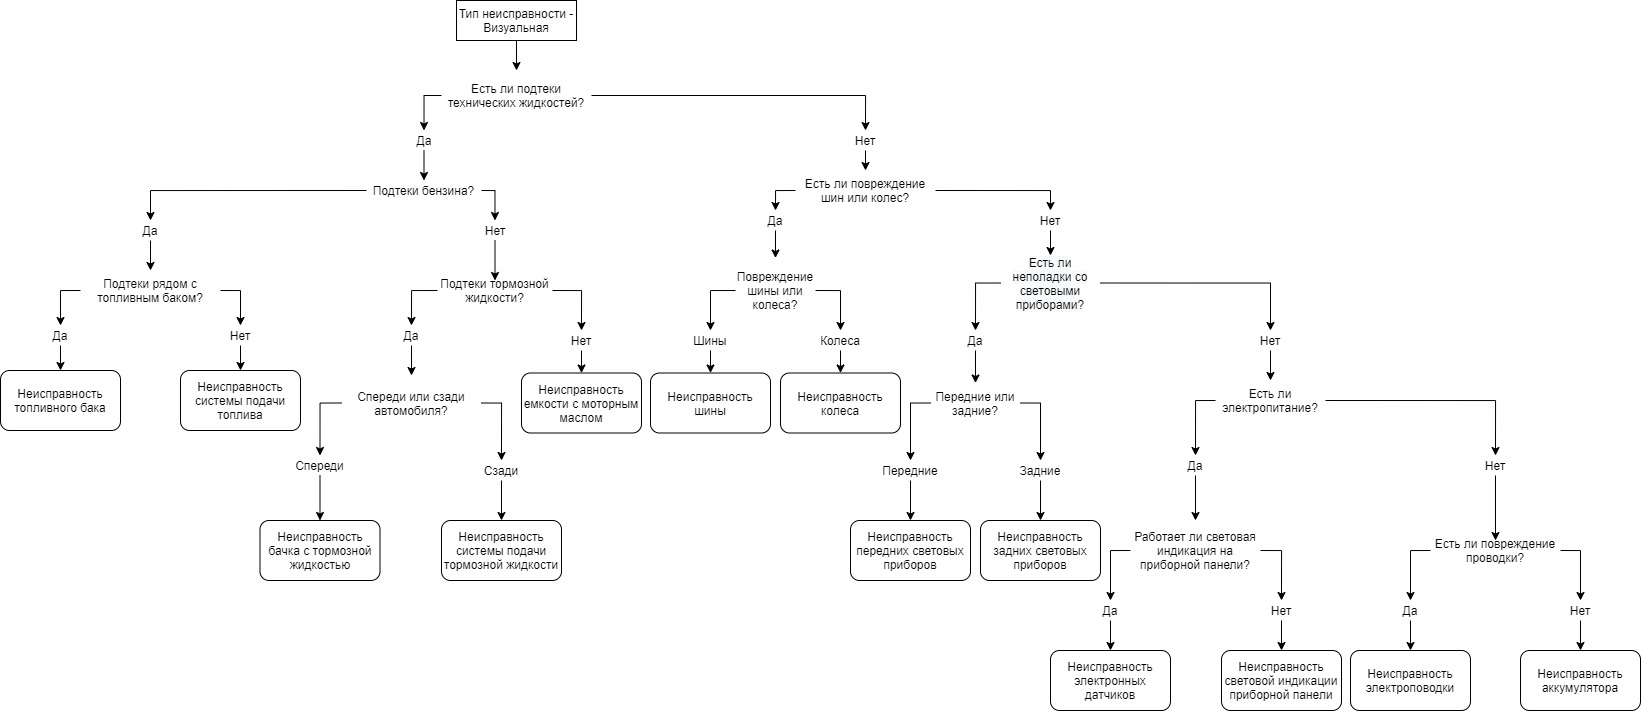 Тип неисправности -
Визуальная
Есть ли подтеки
технических жидкостей?
Да
Нет
Подтеки бензина?
Есть ли повреждение
шин или колес?
Да
Нет
Да
Нет
Подтеки рядом с
топливным баком?
Подтеки тормозной
жидкости?
Повреждение
шины или
колеса?
Есть ли
неполадки со
световыми
приборами?
Да
Нет
Да
Нет
Шины
Колеса
Да
Нет
Неисправность
топливного бака
Неисправность
системы подачи
топлива
Спереди или сзади
автомобиля?
Неисправность
емкости с моторным
маслом
Неисправность
шины
Неисправность
колеса
Передние или
задние?
Есть ли
электропитание?
Спереди
Сзади
Передние
Задние
Да
Нет
Неисправность
бачка с тормозной
жидкостью
Неисправность
системы подачи
тормозной жидкости
Неисправность
передних световых
приборов
Неисправность
задних световых
приборов
Работает ли световая
индикация на
приборной панели?
Есть ли повреждение
проводки?
Да
Нет
Да
Нет
Неисправность
электронных
датчиков
Неисправность
световой индикации
приборной панели
Неисправность
электроповодки
Неисправность
аккумулятора